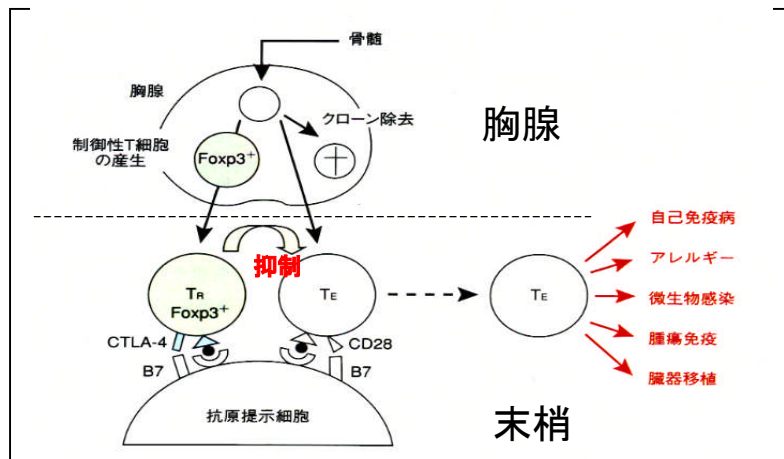 骨髄
胸腺
クローン除去
胸腺
制御性T細胞
の産生
Foxp3+
抑制
TR
Foxp3+
TE
TE
自己免疫病
アレルギー
微生物感染
腫瘍免疫
臓器移植
CTLA-4
CD28
B7
B7
抗原提示細胞
末梢